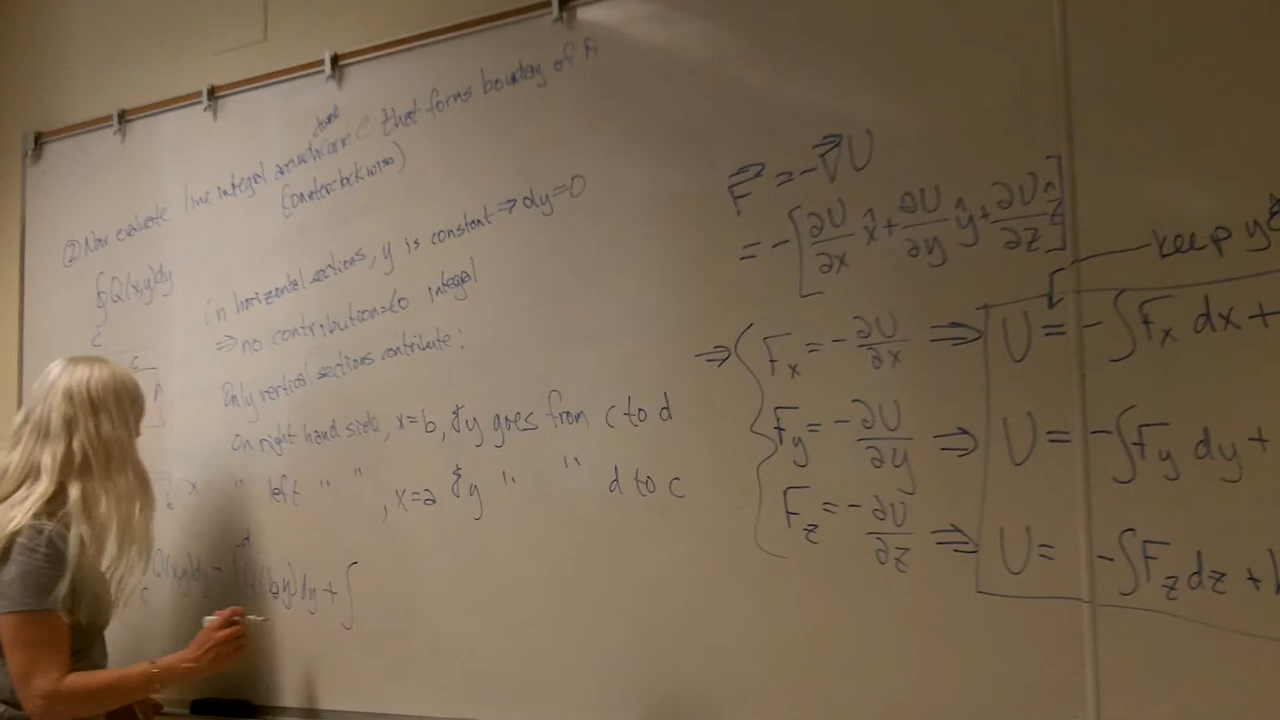 ② Now evaluate line integral around closed curve C that forms boundary of A
(counterclockwise)
∮Q(x,y)dy
C
On horizontal sections, y is constant ⇒ dy=0
⇒ no contribution to integral
Only vertical sections contribute:
On right hand side, x=b, & y goes from c to d
" left " " , x=a & y " " d to c
b x
Q(x,y)dy = ∫ Q(b,y)dy + ∫
F⃗ = -∇⃗U
= -[∂U/∂x x̂ + ∂U/∂y ŷ + ∂U/∂z ẑ]
keep y
⇒ { Fx = -∂U/∂x ⇒ U = -∫Fx dx +
Fy = -∂U/∂y ⇒ U = -∫Fy dy +
Fz = -∂U/∂z ⇒ U = -∫Fz dz +